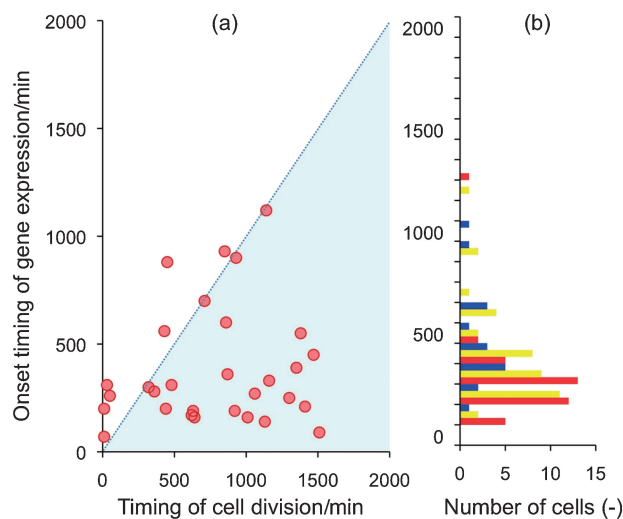 (a)
(b)
Onset timing of gene expression/min
2000
1500
1000
500
0
0 500 1000 1500 2000
Timing of cell division/min
2000
1500
1000
500
0
0 5 10 15
Number of cells (-)